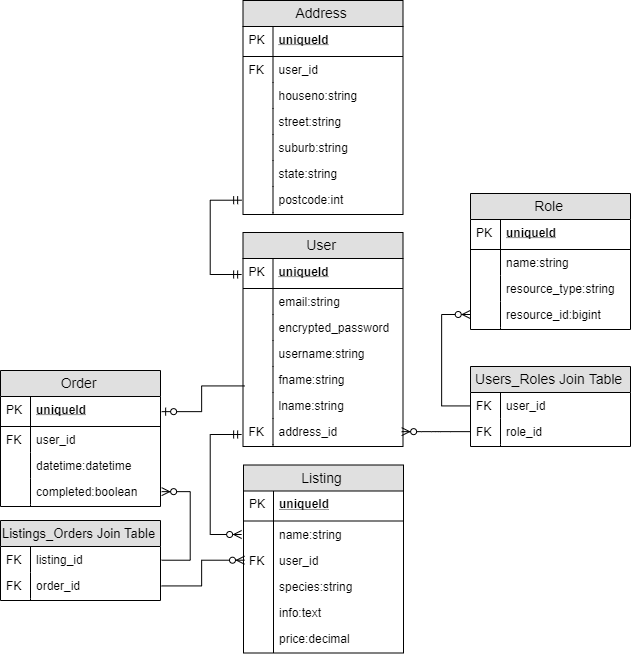 Address
PK uniqueId
FK user_id
houseno:string
street:string
suburb:string
state:string
postcode:int
Role
PK uniqueId
name:string
resource_type:string
resource_id:bigint
User
PK uniqueId
email:string
encrypted_password
username:string
fname:string
lname:string
FK address_id
Users_Roles Join Table
FK user_id
FK role_id
Order
PK uniqueId
FK user_id
datetime:datetime
completed:boolean
Listing
PK uniqueId
name:string
FK user_id
species:string
info:text
price:decimal
Listings_Orders Join Table
FK listing_id
FK order_id